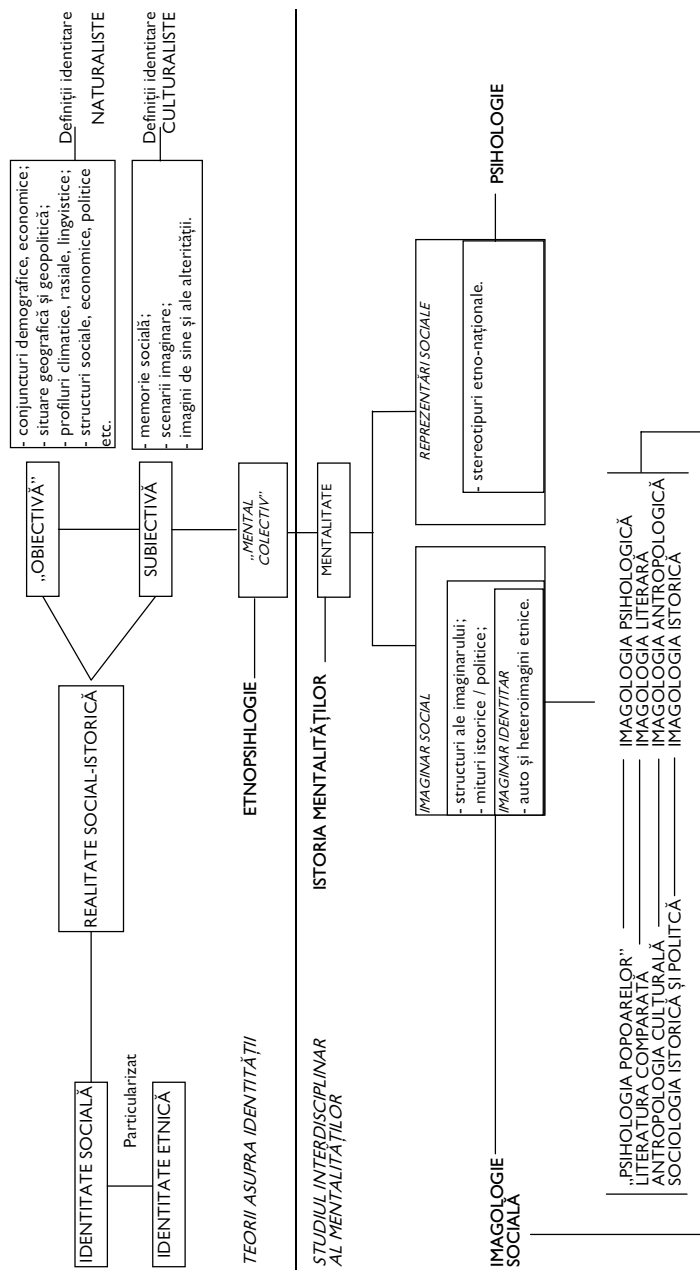 IDENTITATE SOCIALĂ
Particularizat
IDENTITATE ETNICĂ
REALITATE SOCIAL-ISTORICĂ
„OBIECTIVĂ”
- conjuncturi demografice, economice;
- situare geografică și geopolitică;
- profiluri climatice, rasiale, lingvistice;
- structuri sociale, economice, politice
etc.
Definiții identitare
NATURALISTE
SUBIECTIVĂ
- memorie socială;
- scenarii imaginare;
- imagini de sine și ale alterității.
Definiții identitare
CULTURALISTE
TEORII ASUPRA IDENTITĂȚII
ETNOPSIHLOGIE
„MENTAL
COLECTIV”
STUDIUL INTERDISCIPLINAR
AL MENTALITĂȚILOR
ISTORIA MENTALITĂȚILOR
MENTALITATE
IMAGOLOGIE
SOCIALĂ
IMAGINAR SOCIAL
- structuri ale imaginarului;
- mituri istorice / politice;
IMAGINAR IDENTITAR
- auto și heteroimagini etnice.
REPREZENTĂRI SOCIALE
- stereotipuri etno-naționale.
PSIHOLOGIE
„PSIHOLOGIA POPOARELOR” IMAGOLOGIA PSIHOLOGICĂ
LITERATURA COMPARATĂ IMAGOLOGIA LITERARĂ
ANTROPOLOGIA CULTURALĂ IMAGOLOGIA ANTROPOLOGICĂ
SOCIOLOGIA ISTORICĂ ȘI POLITCĂ IMAGOLOGIA ISTORICĂ